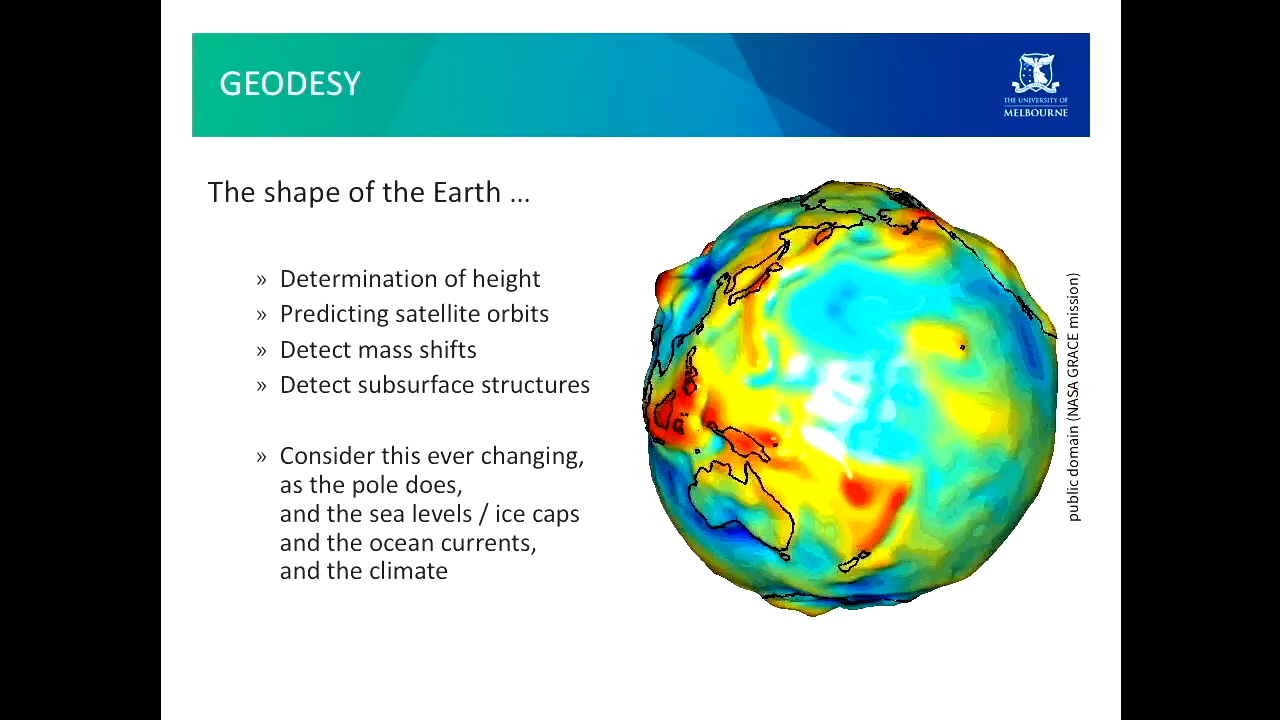 GEODESY
THE UNIVERSITY OF
MELBOURNE
The shape of the Earth ...
» Determination of height
» Predicting satellite orbits
» Detect mass shifts
» Detect subsurface structures
» Consider this ever changing,
as the pole does,
and the sea levels / ice caps
and the ocean currents,
and the climate
public domain (NASA GRACE mission)